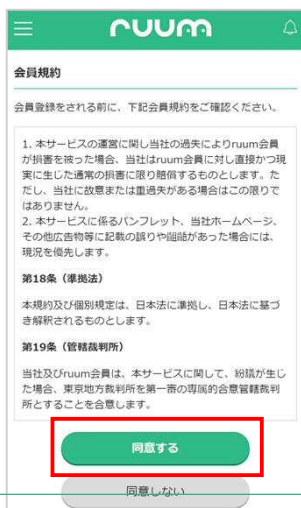 ruum
会員規約
会員登録をされる前に、下記会員規約をご確認ください。
1. 本サービスの運営に関し当社の過失によりruum会員
が損害を被った場合、当社はruum会員に対し直接かつ現
実に生じた通常の損害に限り賠償するものとします。た
だし、当社に故意または重過失がある場合はこの限りで
はありません。
2. 本サービスに係るパンフレット、当社ホームページ、
その他広告物等に記載の誤りや齟齬があった場合には、
現況を優先します。
第18条（準拠法）
本規約及び個別規定は、日本法に準拠し、日本法に基づ
き解釈されるものとします。
第19条（管轄裁判所）
当社及びruum会員は、本サービスに関して、紛議が生じ
た場合、東京地方裁判所を第一審の専属的合意管轄裁判
所とすることを合意します。
同意する
同意しない